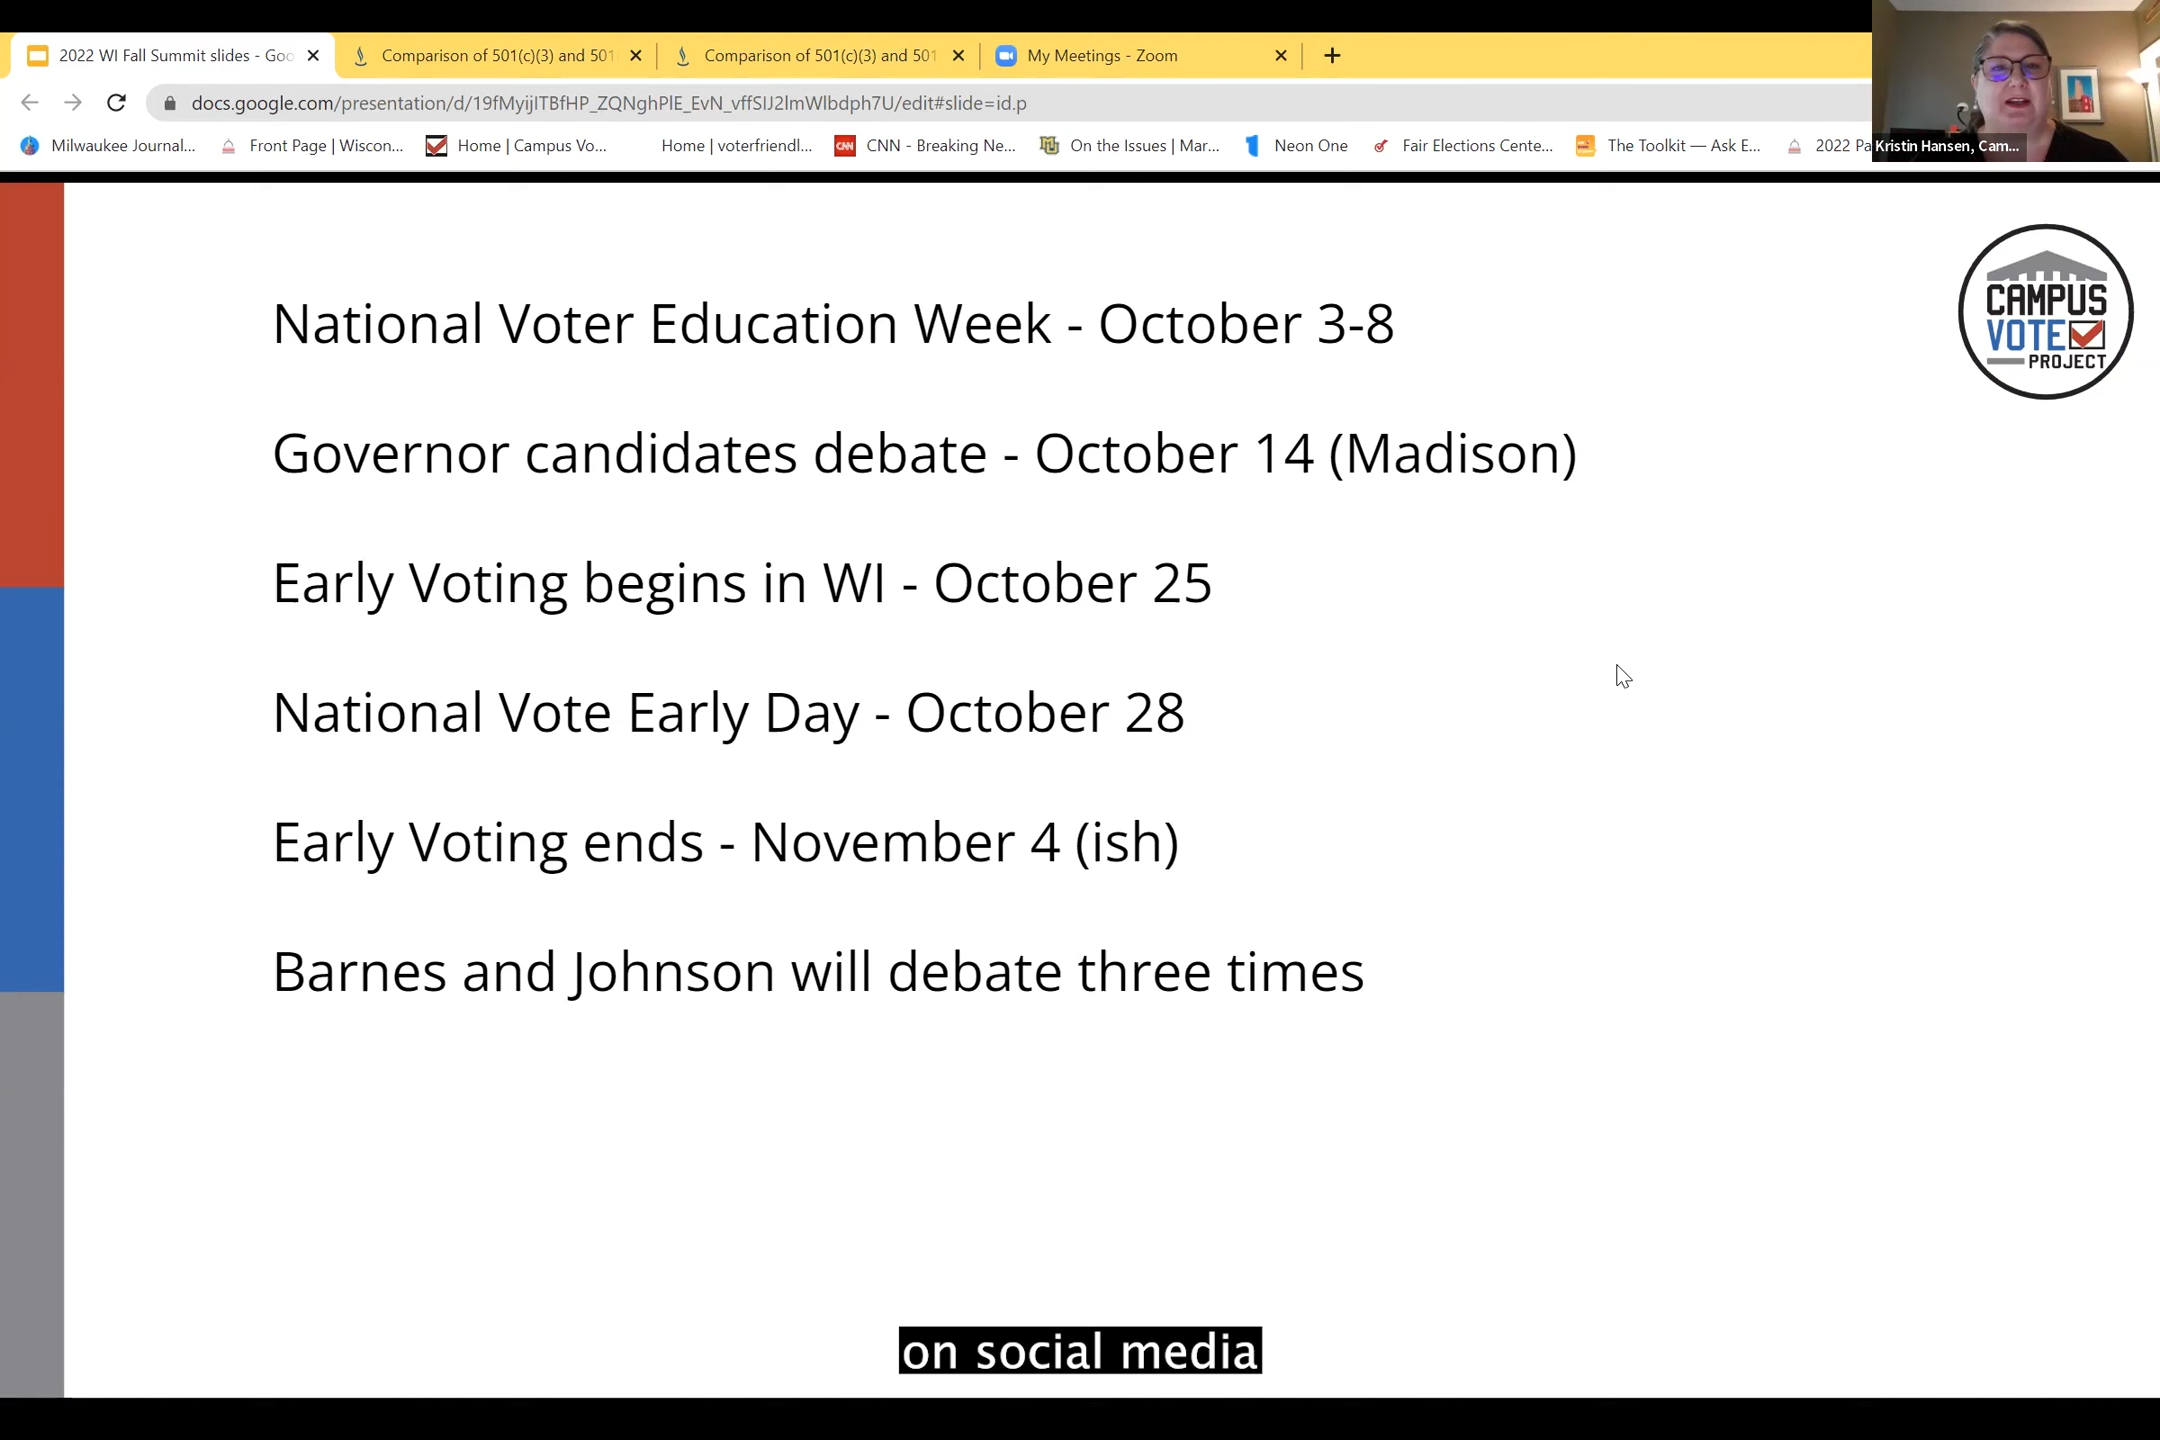 2022 WI Fall Summit slides - Goo
Comparison of 501(c)(3) and 501
Comparison of 501(c)(3) and 501
My Meetings - Zoom
docs.google.com/presentation/d/19fMyijITBfHP_ZQNghPlE_EvN_vffSIJ2lmWlbdph7U/edit#slide=id.p
Milwaukee Journal...
Front Page | Wiscon...
Home | Campus Vo...
Home | voterfriendl...
CNN - Breaking Ne...
On the Issues | Mar...
Neon One
Fair Elections Cente...
The Toolkit — Ask E...
2022 Pa
Kristin Hansen, Cam...
CAMPUS
VOTE
PROJECT
National Voter Education Week - October 3-8
Governor candidates debate - October 14 (Madison)
Early Voting begins in WI - October 25
National Vote Early Day - October 28
Early Voting ends - November 4 (ish)
Barnes and Johnson will debate three times
on social media